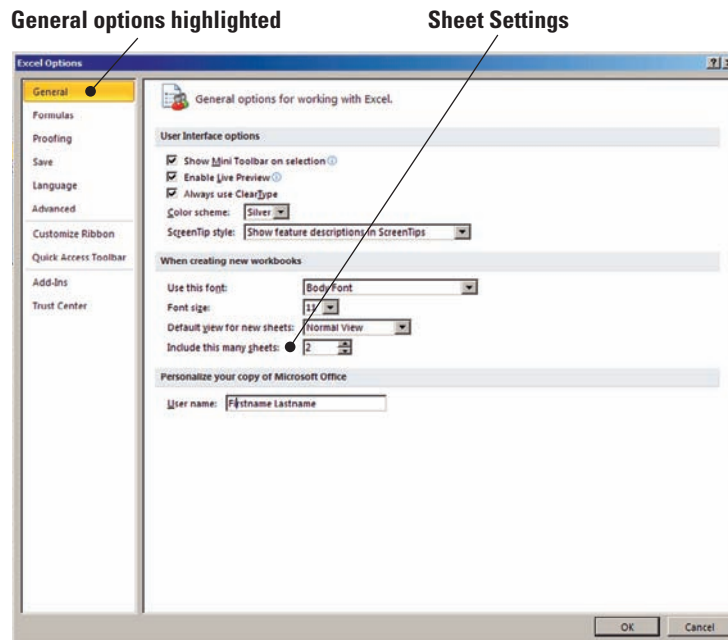 General options highlighted
Sheet Settings
Excel Options
General
Formulas
Proofing
Save
Language
Advanced
Customize Ribbon
Quick Access Toolbar
Add-Ins
Trust Center
General options for working with Excel.
User Interface options
Show Mini Toolbar on selection
Enable Live Preview
Always use ClearType
Color scheme: Silver
ScreenTip style: Show feature descriptions in ScreenTips
When creating new workbooks
Use this font: Body Font
Font size: 11
Default view for new sheets: Normal View
Include this many sheets: 2
Personalize your copy of Microsoft Office
User name: Firstname Lastname
OK Cancel